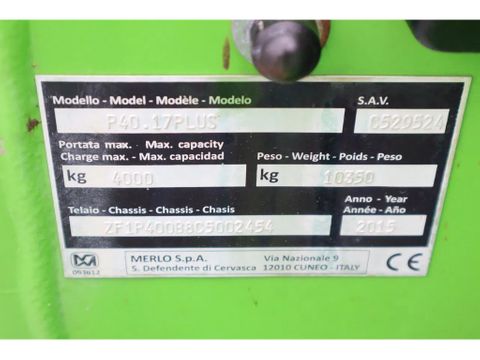 Modello - Model - Modèle - Modelo S.A.V.
P40.17PLUS C529524
Portata max. - Max. capacity
Charge max. - Max. capacidad Peso - Weight - Poids - Peso
kg 4000 kg 10350
Telaio - Chassis - Chassis - Chasis Anno - Year
Année - Año
ZF1P40088C5002454 2015
093612
MERLO S.p.A. Via Nazionale 9
S. Defendente di Cervasca 12010 CUNEO - ITALY
CE